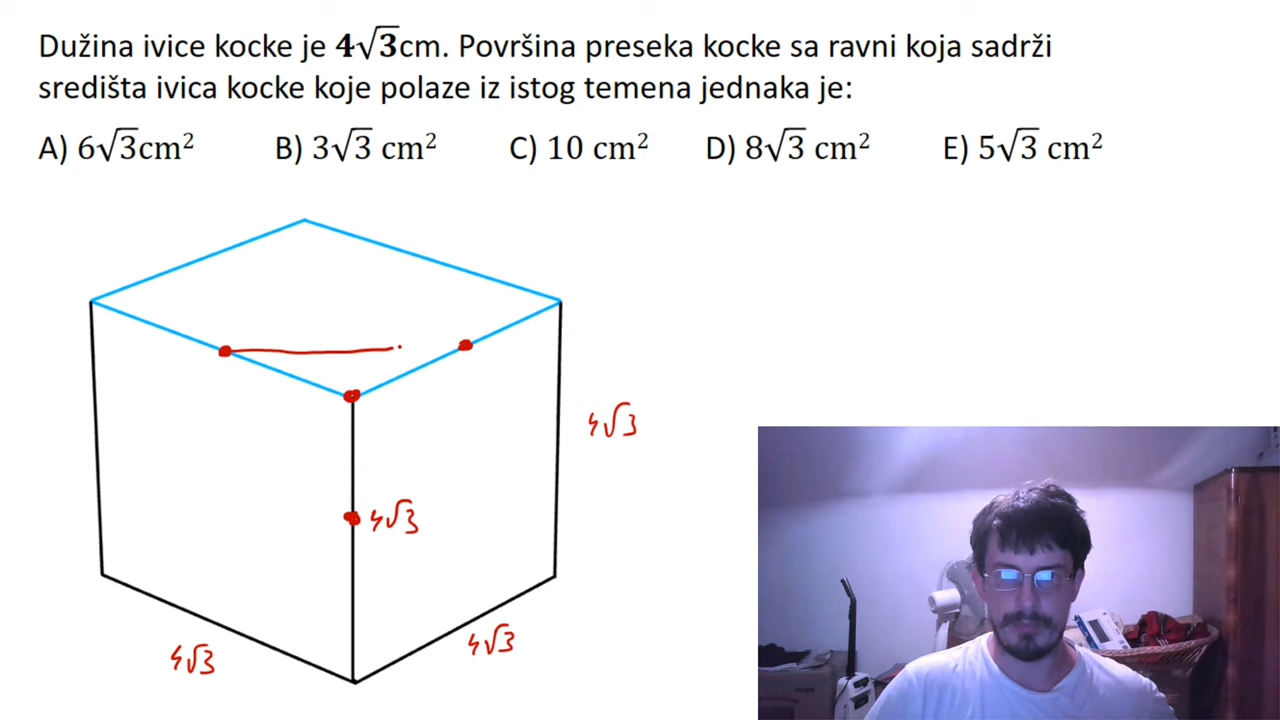 Dužina ivice kocke je 4√3cm. Površina preseka kocke sa ravni koja sadrži
središta ivica kocke koje polaze iz istog temena jednaka je:
A) 6√3cm² B) 3√3 cm² C) 10 cm² D) 8√3 cm² E) 5√3 cm²
4√3
4√3
4√3
4√3